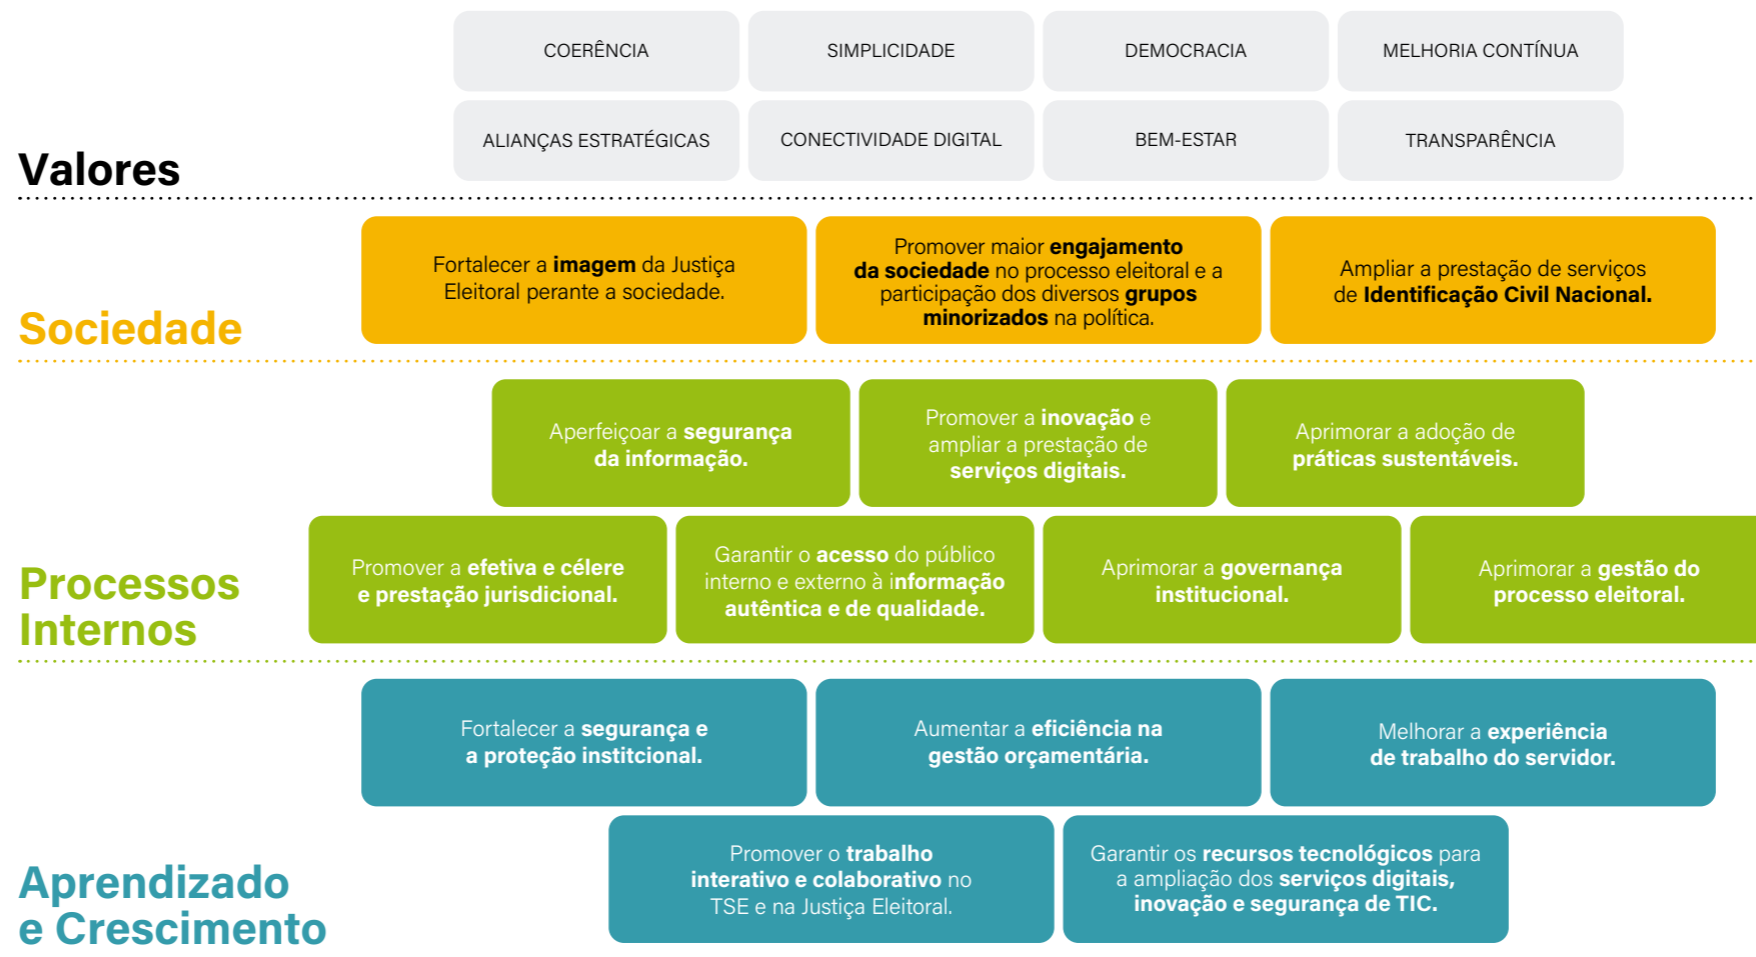 COERÊNCIA
SIMPLICIDADE
DEMOCRACIA
MELHORIA CONTÍNUA
ALIANÇAS ESTRATÉGICAS
CONECTIVIDADE DIGITAL
BEM-ESTAR
TRANSPARÊNCIA
Valores
Fortalecer a imagem da Justiça
Eleitoral perante a sociedade.
Promover maior engajamento
da sociedade no processo eleitoral e a
participação dos diversos grupos
minorizados na política.
Ampliar a prestação de serviços
de Identificação Civil Nacional.
Sociedade
Aperfeiçoar a segurança
da informação.
Promover a inovação e
ampliar a prestação de
serviços digitais.
Aprimorar a adoção de
práticas sustentáveis.
Promover a efetiva e célere
e prestação jurisdicional.
Garantir o acesso do público
interno e externo à informação
autêntica e de qualidade.
Aprimorar a governança
institucional.
Aprimorar a gestão do
processo eleitoral.
Processos
Internos
Fortalecer a segurança e
a proteção institcional.
Aumentar a eficiência na
gestão orçamentária.
Melhorar a experiência
de trabalho do servidor.
Promover o trabalho
interativo e colaborativo no
TSE e na Justiça Eleitoral.
Garantir os recursos tecnológicos para
a ampliação dos serviços digitais,
inovação e segurança de TIC.
Aprendizado
e Crescimento